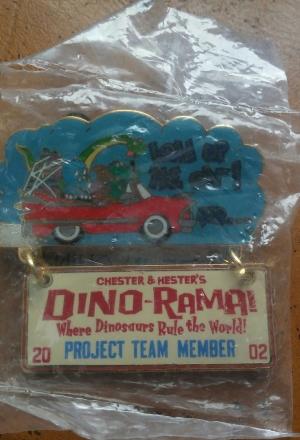 CHESTER & HESTER'S
DINO-RAMA!
Where Dinosaurs Rule the World!
20 PROJECT TEAM MEMBER 02